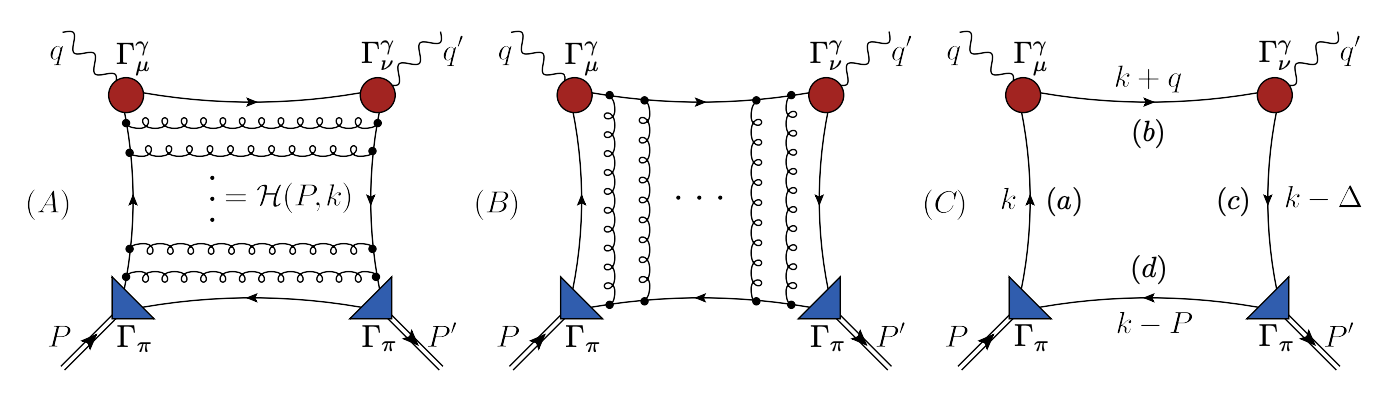 q Γ^γ_μ Γ^γ_ν q′
(A) = ℋ(P, k)
P Γ_π Γ_π P′
q Γ^γ_μ Γ^γ_ν q′
(B) · · ·
P Γ_π Γ_π P′
q Γ^γ_μ k + q Γ^γ_ν q′
(b)
(C) k (a) (c) k − Δ
(d)
P Γ_π k − P Γ_π P′